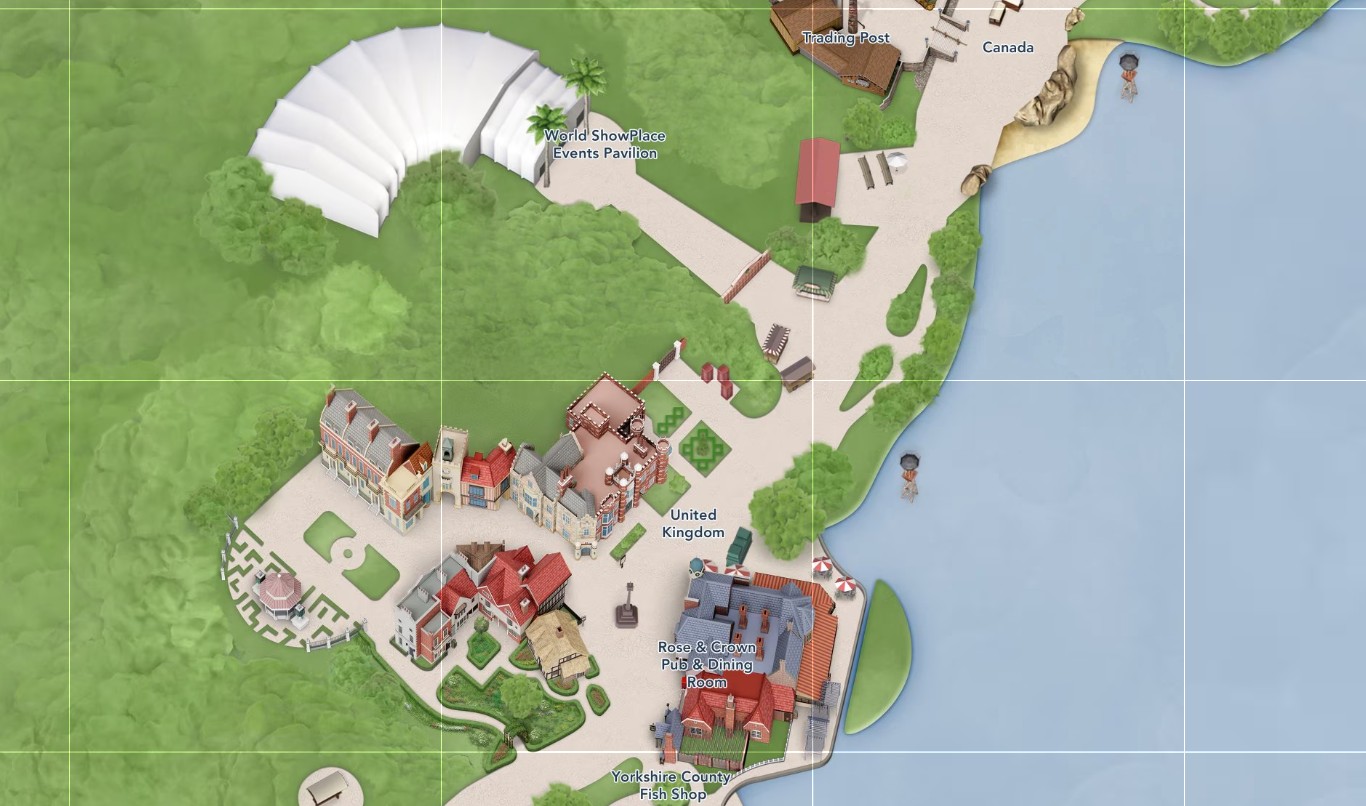 Trading Post
Canada
World ShowPlace
Events Pavilion
United
Kingdom
Rose & Crown
Pub & Dining
Room
Yorkshire County
Fish Shop